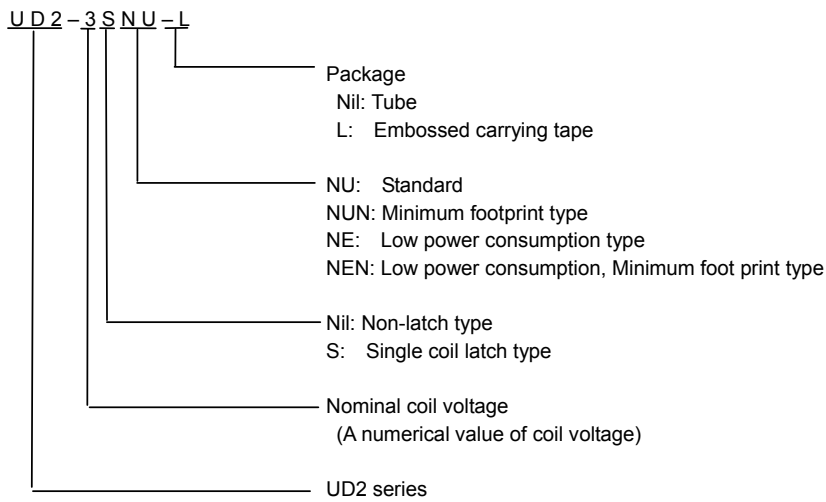 UD2–3SNU–L
Package
Nil: Tube
L: Embossed carrying tape
NU: Standard
NUN: Minimum footprint type
NE: Low power consumption type
NEN: Low power consumption, Minimum foot print type
Nil: Non-latch type
S: Single coil latch type
Nominal coil voltage
(A numerical value of coil voltage)
UD2 series